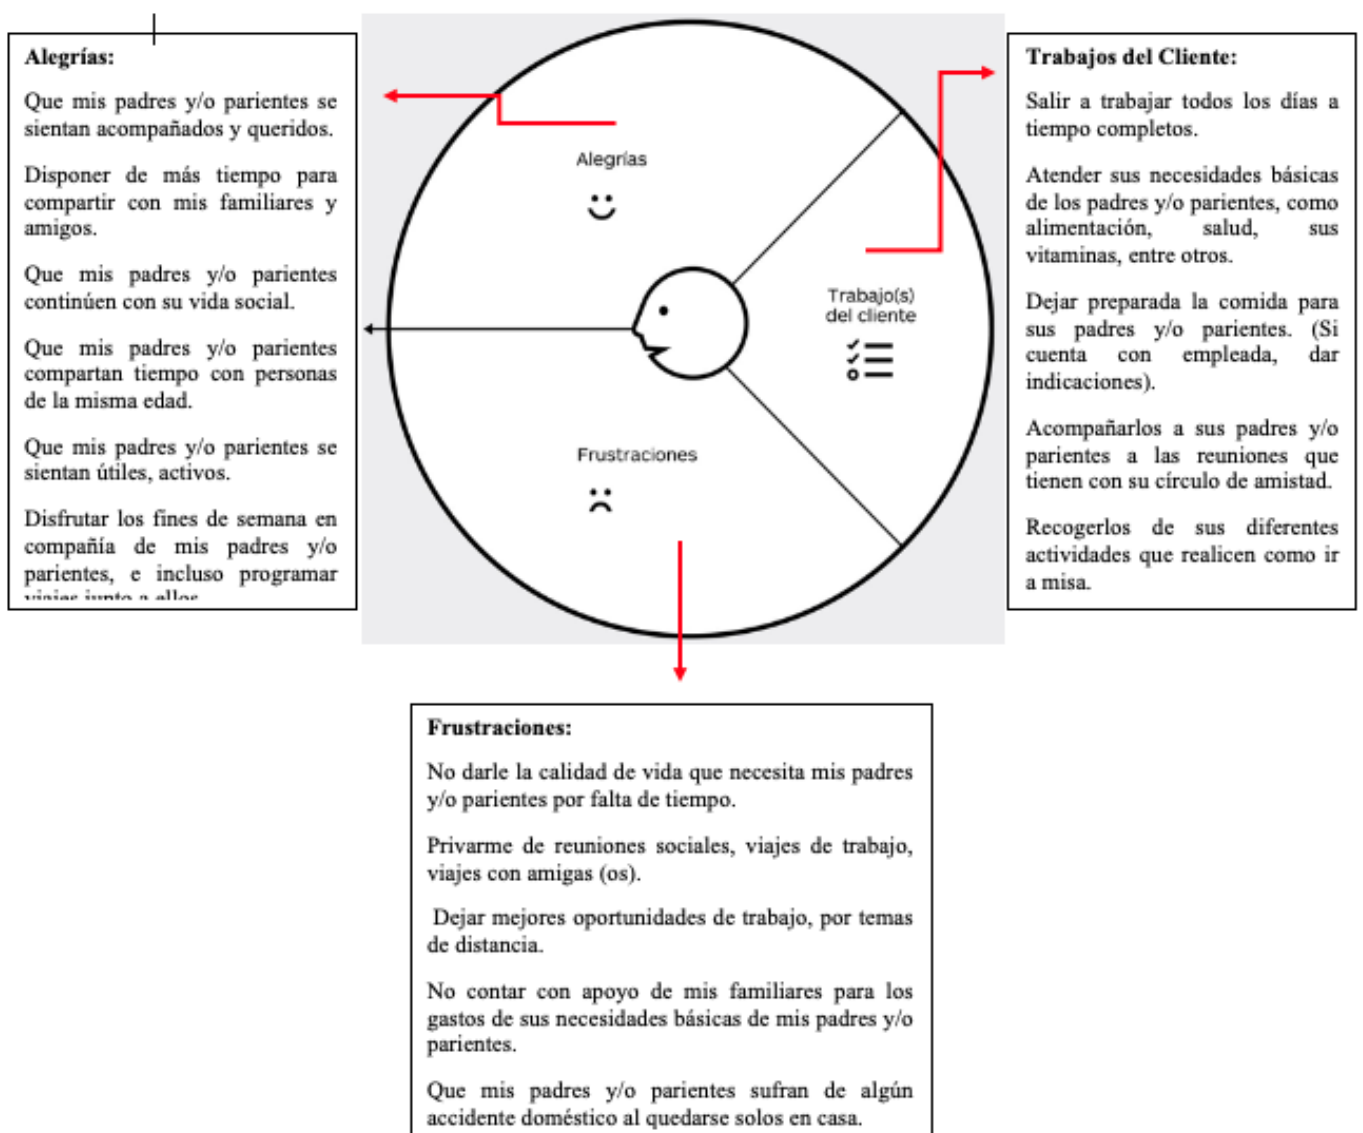 Alegrías:
Que mis padres y/o parientes se
sientan acompañados y queridos.
Disponer de más tiempo para
compartir con mis familiares y
amigos.
Que mis padres y/o parientes
continúen con su vida social.
Que mis padres y/o parientes
compartan tiempo con personas
de la misma edad.
Que mis padres y/o parientes se
sientan útiles, activos.
Disfrutar los fines de semana en
compañía de mis padres y/o
parientes, e incluso programar
viajes junto a ellos
Alegrías
Trabajo(s)
del cliente
Frustraciones
Trabajos del Cliente:
Salir a trabajar todos los días a
tiempo completos.
Atender sus necesidades básicas
de los padres y/o parientes, como
alimentación, salud, sus
vitaminas, entre otros.
Dejar preparada la comida para
sus padres y/o parientes. (Si
cuenta con empleada, dar
indicaciones).
Acompañarlos a sus padres y/o
parientes a las reuniones que
tienen con su círculo de amistad.
Recogerlos de sus diferentes
actividades que realicen como ir
a misa.
Frustraciones:
No darle la calidad de vida que necesita mis padres
y/o parientes por falta de tiempo.
Privarme de reuniones sociales, viajes de trabajo,
viajes con amigas (os).
Dejar mejores oportunidades de trabajo, por temas
de distancia.
No contar con apoyo de mis familiares para los
gastos de sus necesidades básicas de mis padres y/o
parientes.
Que mis padres y/o parientes sufran de algún
accidente doméstico al quedarse solos en casa.